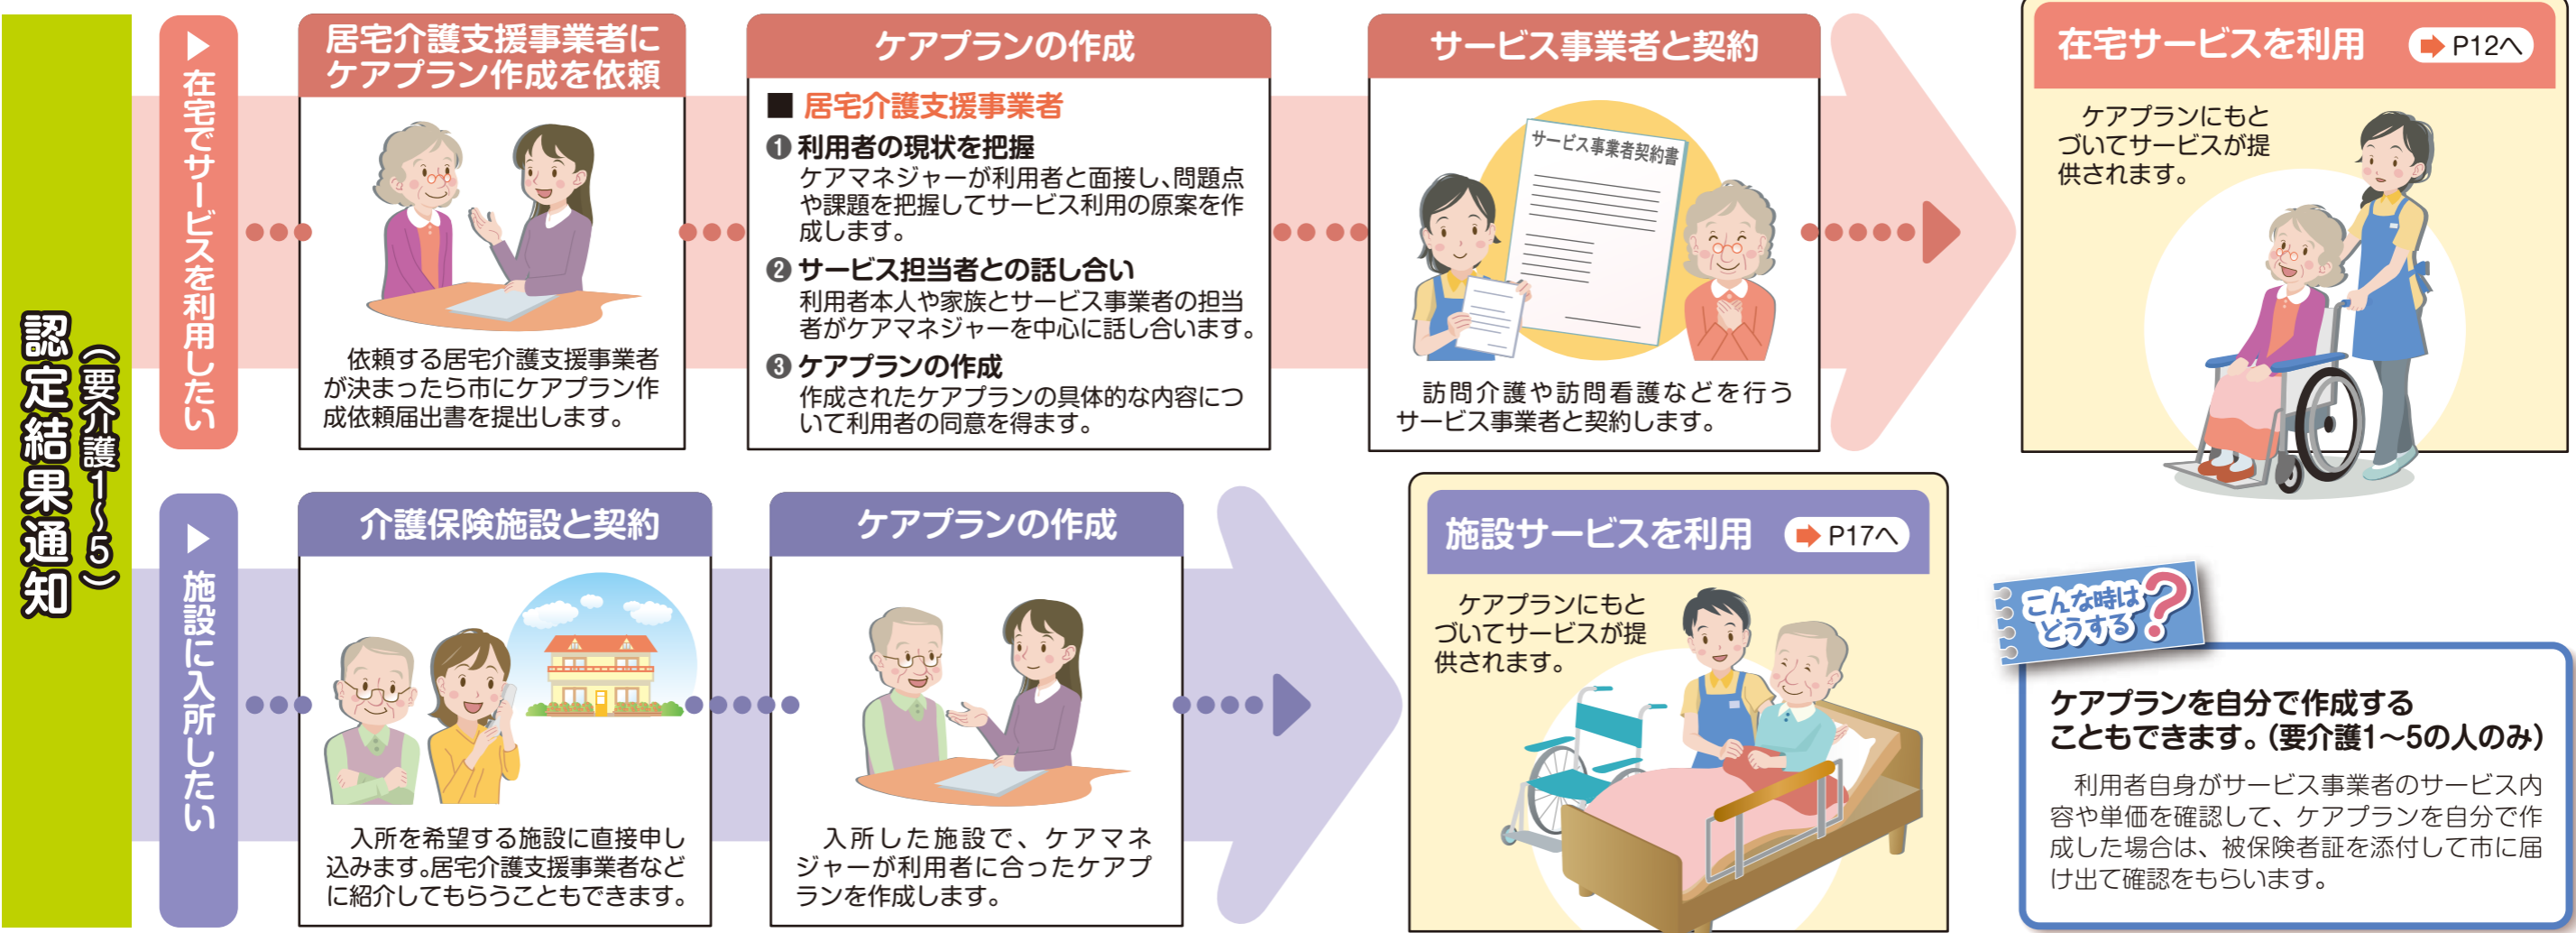 認定結果通知
（要介護1〜5）
▶在宅でサービスを利用したい
居宅介護支援事業者に
ケアプラン作成を依頼
依頼する居宅介護支援事業者
が決まったら市にケアプラン作
成依頼届出書を提出します。
ケアプランの作成
■ 居宅介護支援事業者
❶ 利用者の現状を把握
ケアマネジャーが利用者と面接し、問題点
や課題を把握してサービス利用の原案を作
成します。
❷ サービス担当者との話し合い
利用者本人や家族とサービス事業者の担当
者がケアマネジャーを中心に話し合います。
❸ ケアプランの作成
作成されたケアプランの具体的な内容につ
いて利用者の同意を得ます。
サービス事業者と契約
サービス事業者契約書
訪問介護や訪問看護などを行う
サービス事業者と契約します。
在宅サービスを利用 ➡ P12へ
ケアプランにもと
づいてサービスが提
供されます。
▶施設に入所したい
介護保険施設と契約
入所を希望する施設に直接申し
込みます。居宅介護支援事業者など
に紹介してもらうこともできます。
ケアプランの作成
入所した施設で、ケアマネ
ジャーが利用者に合ったケアプ
ランを作成します。
施設サービスを利用 ➡ P17へ
ケアプランにもと
づいてサービスが提
供されます。
こんな時は
どうする?
ケアプランを自分で作成する
こともできます。（要介護1〜5の人のみ）
利用者自身がサービス事業者のサービス内
容や単価を確認して、ケアプランを自分で作
成した場合は、被保険者証を添付して市に届
け出て確認をもらいます。